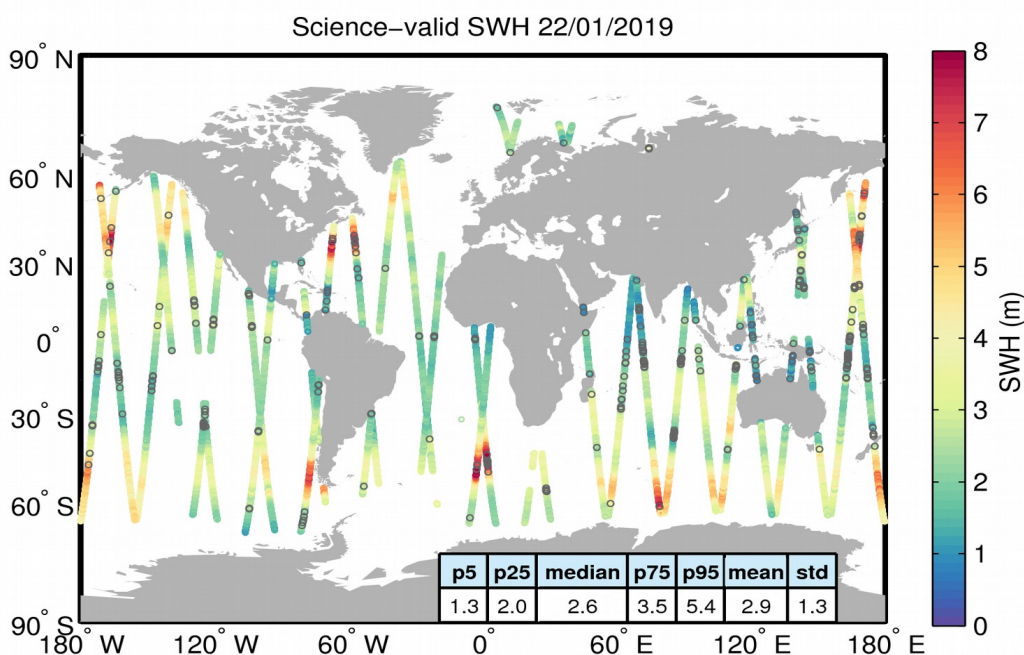 Science–valid SWH 22/01/2019
90° N
60° N
30° N
0°
30° S
60° S
90° S
180° W
120° W
60° W
0°
60° E
120° E
180° E
p5 p25 median p75 p95 mean std
1.3 2.0 2.6 3.5 5.4 2.9 1.3
8
7
6
5
4
3
2
1
0
SWH (m)